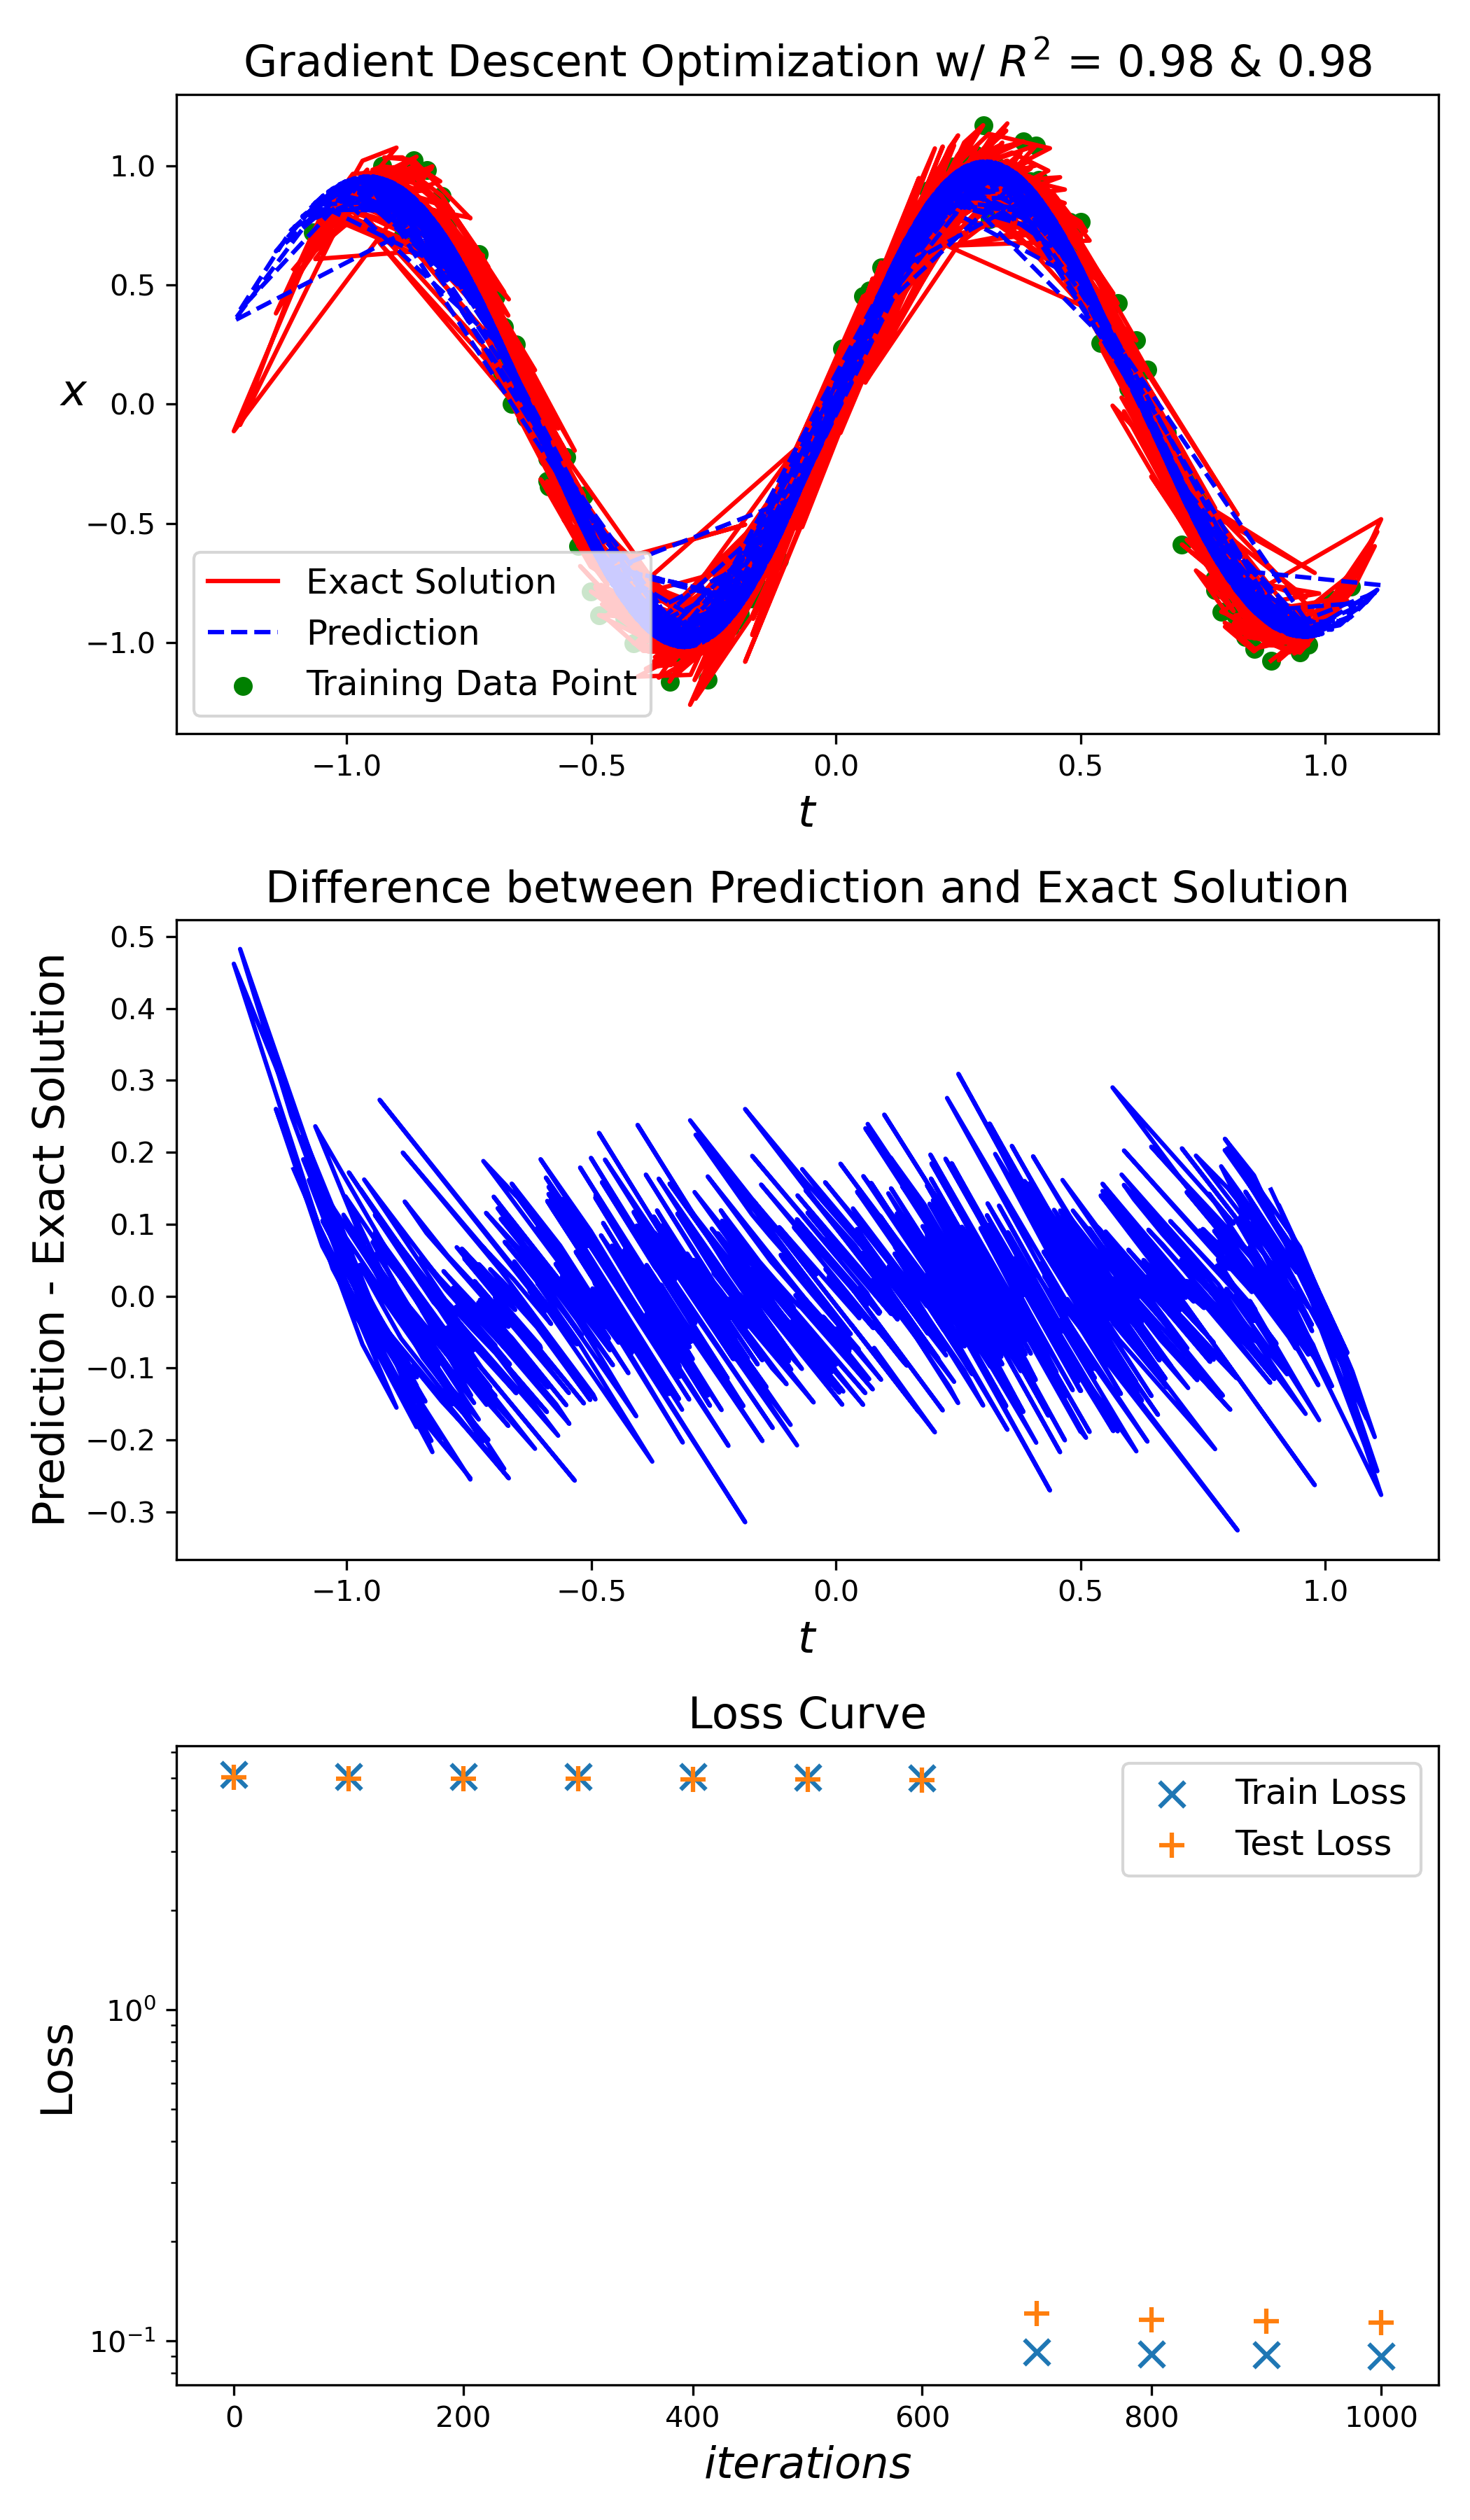 Gradient Descent Optimization w/ R² = 0.98 & 0.98
1.0
0.5
0.0
−0.5
−1.0
x
Exact Solution
Prediction
Training Data Point
−1.0 −0.5 0.0 0.5 1.0
t
Difference between Prediction and Exact Solution
0.5
0.4
0.3
0.2
0.1
0.0
−0.1
−0.2
−0.3
Prediction - Exact Solution
−1.0 −0.5 0.0 0.5 1.0
t
Loss Curve
Train Loss
Test Loss
10⁰
10⁻¹
Loss
0 200 400 600 800 1000
iterations